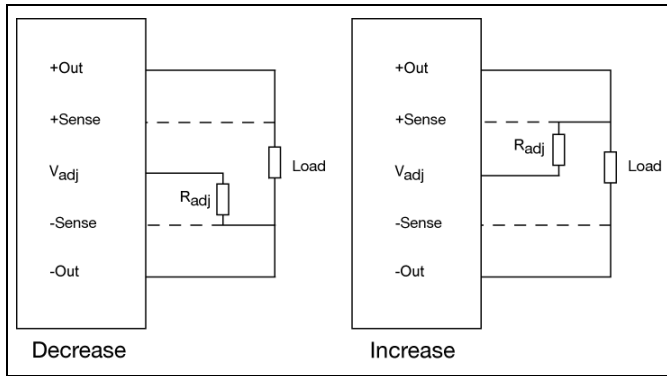 +Out
+Sense
Vadj
Radj
-Sense
-Out
Load
Decrease
+Out
+Sense
Radj
Vadj
-Sense
-Out
Load
Increase